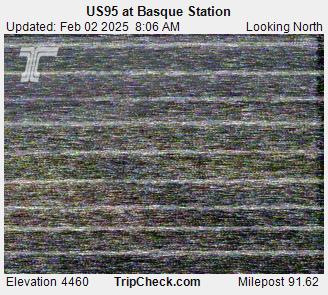 US95 at Basque Station
Updated: Feb 02 2025 8:06 AM Looking North
Elevation 4460 TripCheck.com Milepost 91.62